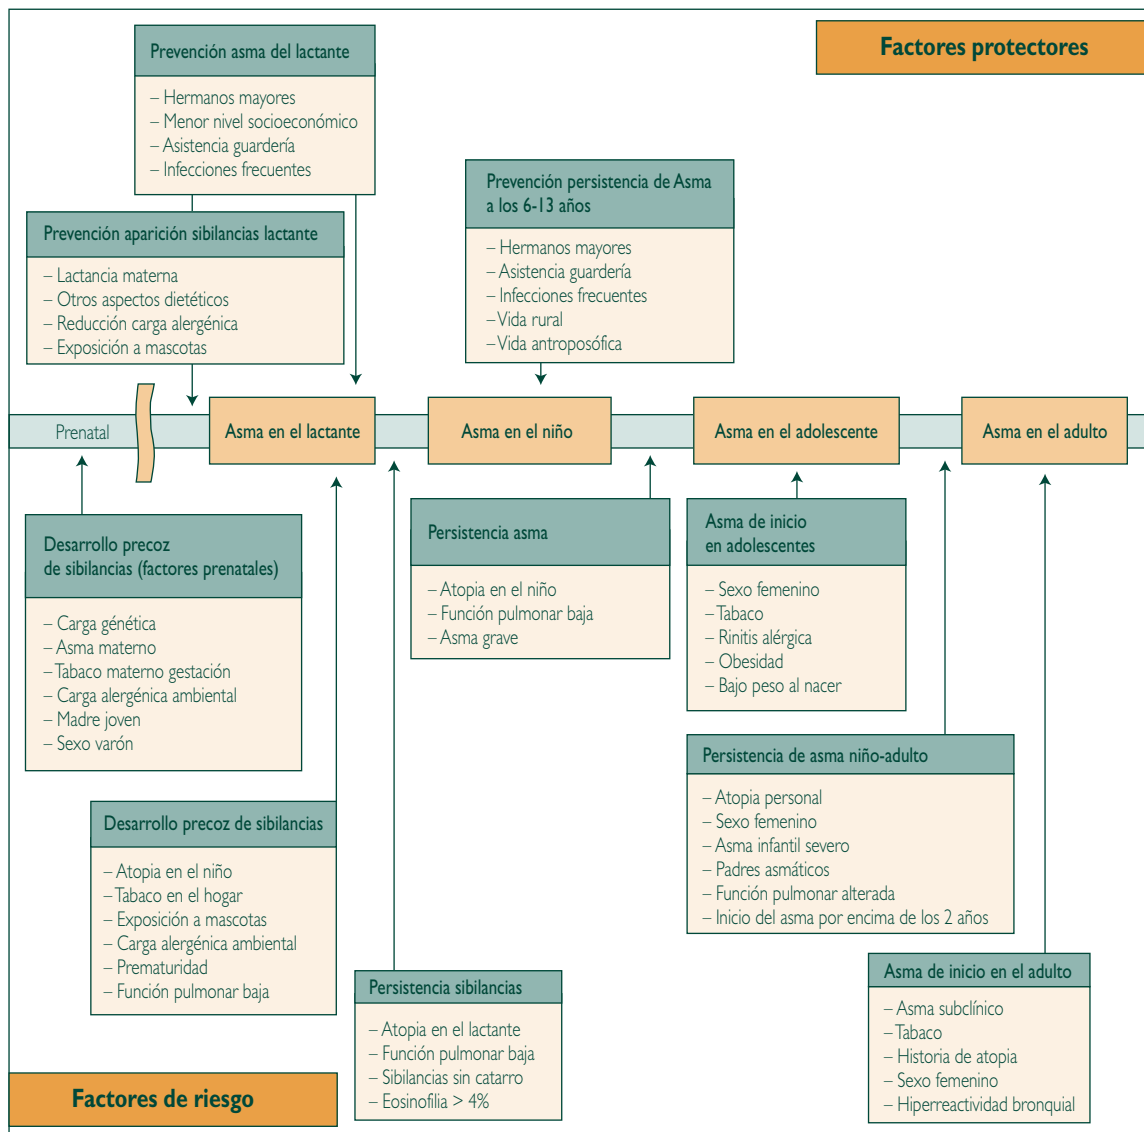 Factores protectores
Prevención asma del lactante
– Hermanos mayores
– Menor nivel socioeconómico
– Asistencia guardería
– Infecciones frecuentes
Prevención aparición sibilancias lactante
– Lactancia materna
– Otros aspectos dietéticos
– Reducción carga alergénica
– Exposición a mascotas
Prevención persistencia de Asma
a los 6-13 años
– Hermanos mayores
– Asistencia guardería
– Infecciones frecuentes
– Vida rural
– Vida antroposófica
Prenatal
Asma en el lactante
Asma en el niño
Asma en el adolescente
Asma en el adulto
Desarrollo precoz
de sibilancias (factores prenatales)
– Carga génetica
– Asma materno
– Tabaco materno gestación
– Carga alergénica ambiental
– Madre joven
– Sexo varón
Desarrollo precoz de sibilancias
– Atopia en el niño
– Tabaco en el hogar
– Exposición a mascotas
– Carga alergénica ambiental
– Prematuridad
– Función pulmonar baja
Persistencia sibilancias
– Atopia en el lactante
– Función pulmonar baja
– Sibilancias sin catarro
– Eosinofilia > 4%
Persistencia asma
– Atopia en el niño
– Función pulmonar baja
– Asma grave
Asma de inicio
en adolescentes
– Sexo femenino
– Tabaco
– Rinitis alérgica
– Obesidad
– Bajo peso al nacer
Persistencia de asma niño-adulto
– Atopia personal
– Sexo femenino
– Asma infantil severo
– Padres asmáticos
– Función pulmonar alterada
– Inicio del asma por encima de los 2 años
Asma de inicio en el adulto
– Asma subclínico
– Tabaco
– Historia de atopia
– Sexo femenino
– Hiperreactividad bronquial
Factores de riesgo